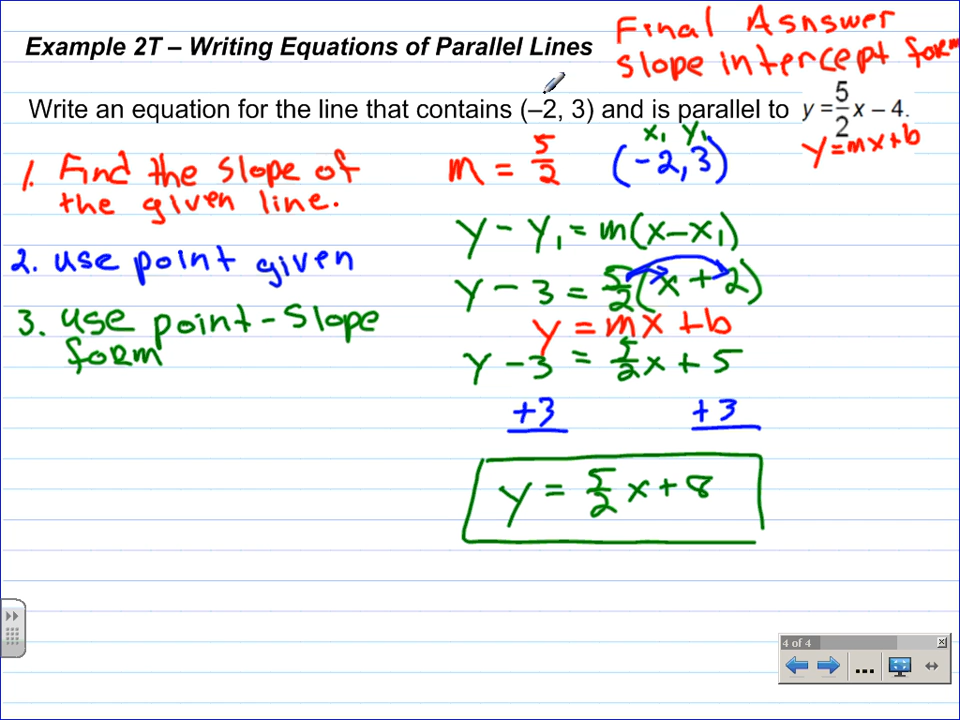 Final Asnswer
Slope intercept form
Example 2T – Writing Equations of Parallel Lines
Write an equation for the line that contains (–2, 3) and is parallel to y = 5/2 x – 4.
y = mx + b
1. Find the slope of
the given line.
m = 5/2
x₁ y₁
(-2, 3)
2. use point given
3. use point-slope
form
y - y₁ = m(x - x₁)
y - 3 = 5/2(x + 2)
y = mx + b
y - 3 = 5/2 x + 5
+3 +3
y = 5/2 x + 8
4 of 4
...